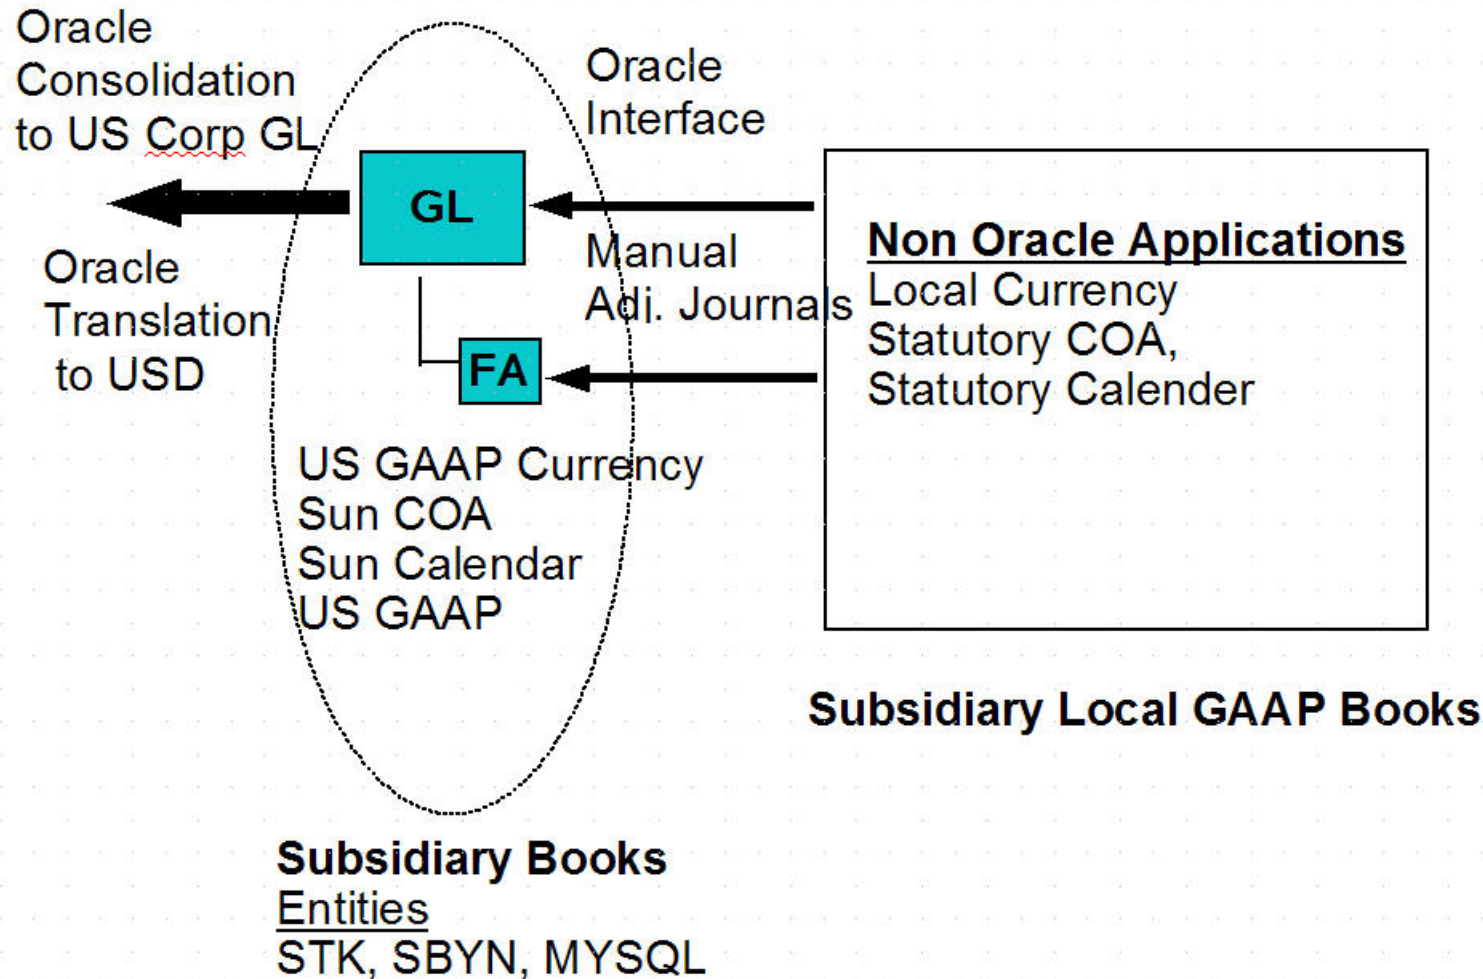 Oracle
Consolidation
to US Corp GL
Oracle
Interface
GL
Manual
Adj. Journals
Oracle
Translation
to USD
FA
Non Oracle Applications
Local Currency
Statutory COA,
Statutory Calender
US GAAP Currency
Sun COA
Sun Calendar
US GAAP
Subsidiary Local GAAP Books
Subsidiary Books
Entities
STK, SBYN, MYSQL